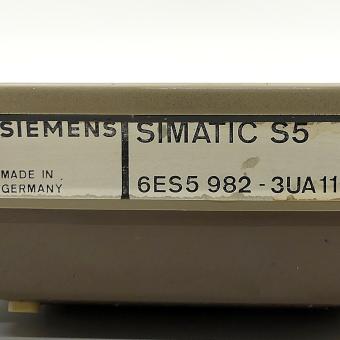 SIEMENS
MADE IN
GERMANY
SIMATIC S5
6ES5 982 - 3UA11